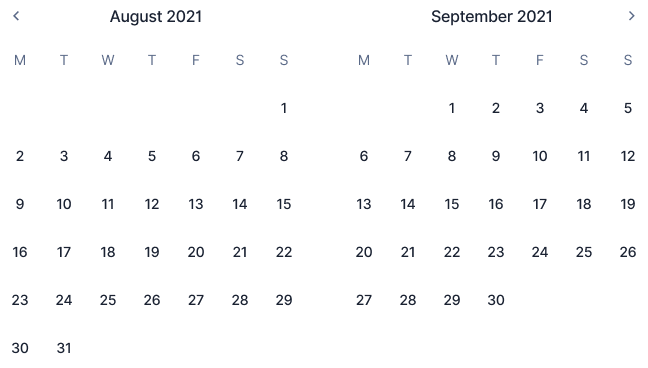 August 2021
M T W T F S S
1
2 3 4 5 6 7 8
9 10 11 12 13 14 15
16 17 18 19 20 21 22
23 24 25 26 27 28 29
30 31
September 2021
M T W T F S S
1 2 3 4 5
6 7 8 9 10 11 12
13 14 15 16 17 18 19
20 21 22 23 24 25 26
27 28 29 30